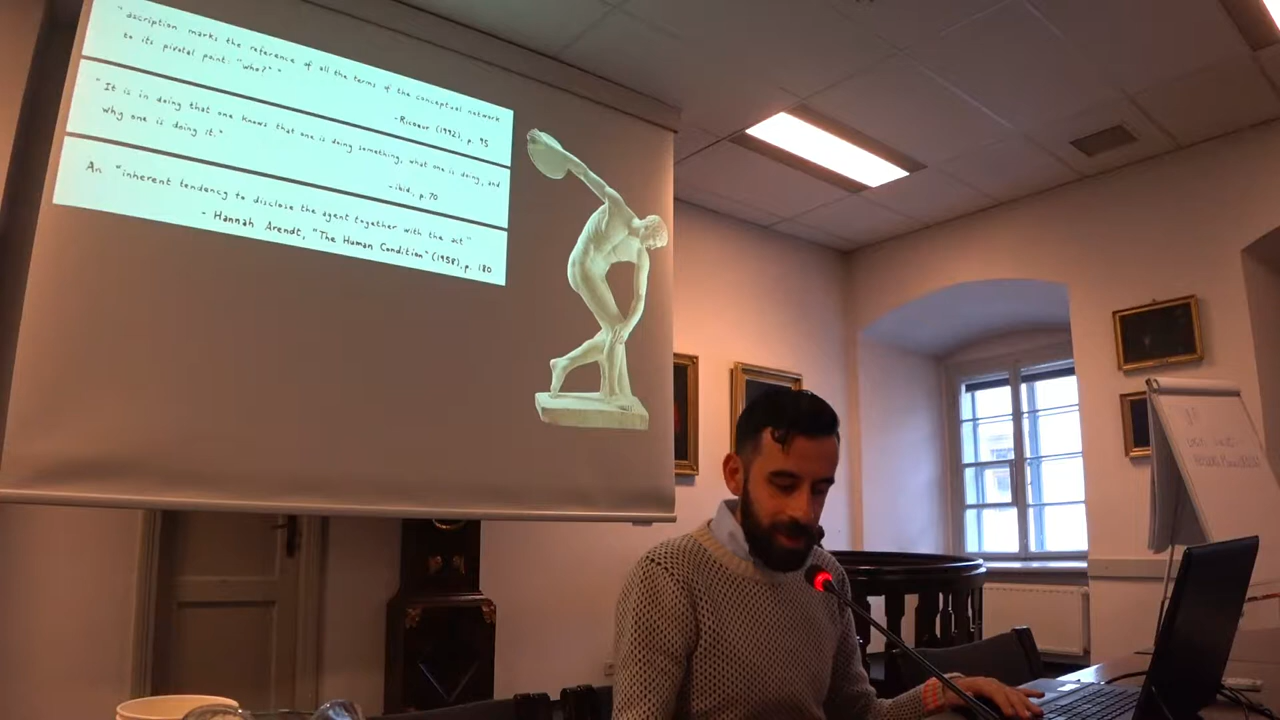 "ascription marks the reference of all the terms of the conceptual network
to its pivotal point: "who?" "
-Ricoeur (1992), p. 95
"It is in doing that one knows that one is doing something, what one is doing, and
why one is doing it."
-ibid, p.70
An "inherent tendency to disclose the agent together with the act"
- Hannah Arendt, "The Human Condition" (1958), p. 180